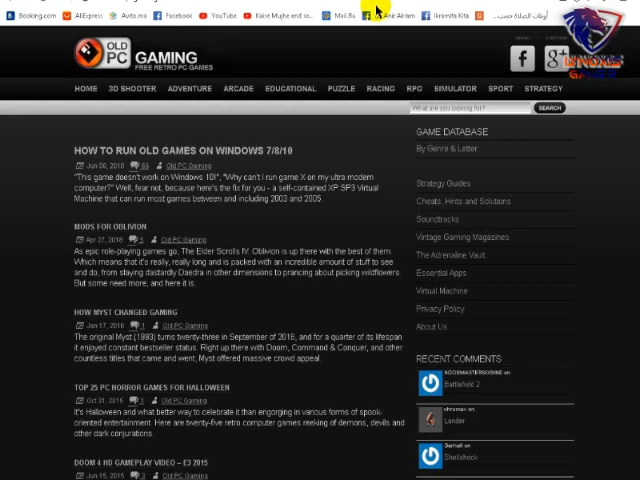 Booking.com AliExpress Avito.ma Facebook YouTube Kaise Mujhe end so... Mail.Ru Amir Akram Ikramita Kita أوقات الصلاة حسب...
OLD PC GAMING
FREE RETRO PC GAMES
GAMES
HOME 3D SHOOTER ADVENTURE ARCADE EDUCATIONAL PUZZLE RACING RPG SIMULATOR SPORT STRATEGY
What are you looking for? SEARCH
HOW TO RUN OLD GAMES ON WINDOWS 7/8/10
Old PC Gaming
"This game doesn't work on Windows 10!", "Why can't I run game X on my ultra modern
computer?" Well, fear not, because here's the fix for you - a self-contained XP SP3 Virtual
Machine that can run most games between and including 2003 and 2005.
MODS FOR OBLIVION
Apr 27, 2016 5 Old PC Gaming
As epic role-playing games go, The Elder Scrolls IV: Oblivion is up there with the best of them.
Which means that it's really, really long and is packed with an incredible amount of stuff to see
and do, from slaying dastardly Daedra in other dimensions to prancing about picking wildflowers.
But some need more, and here it is.
HOW MYST CHANGED GAMING
Jan 17, 2016 1 Old PC Gaming
The original Myst (1993) turns twenty-three in September of 2016, and for a quarter of its lifespan
it enjoyed constant bestseller status. Right up there with Doom, Command & Conquer, and other
countless titles that came and went, Myst offered massive crowd appeal.
TOP 25 PC HORROR GAMES FOR HALLOWEEN
Oct 31, 2015 1 Old PC Gaming
It's Halloween and what better way to celebrate it than engorging in various forms of spook-
oriented entertainment. Here are twenty-five retro computer games reeking of demons, devils and
other dark conjurations.
DOOM 4 HD GAMEPLAY VIDEO – E3 2015
Jun 15, 2015 3 Old PC Gaming
GAME DATABASE
By Genre & Letter
Strategy Guides
Cheats, Hints and Solutions
Soundtracks
Vintage Gaming Magazines
The Adrenaline Vault
Essential Apps
Virtual Machine
Privacy Policy
About Us
RECENT COMMENTS
N00BMASTERSIXNINE on
Battlefield 2
chromax on
Lander
Gerhalt on
Shellshock